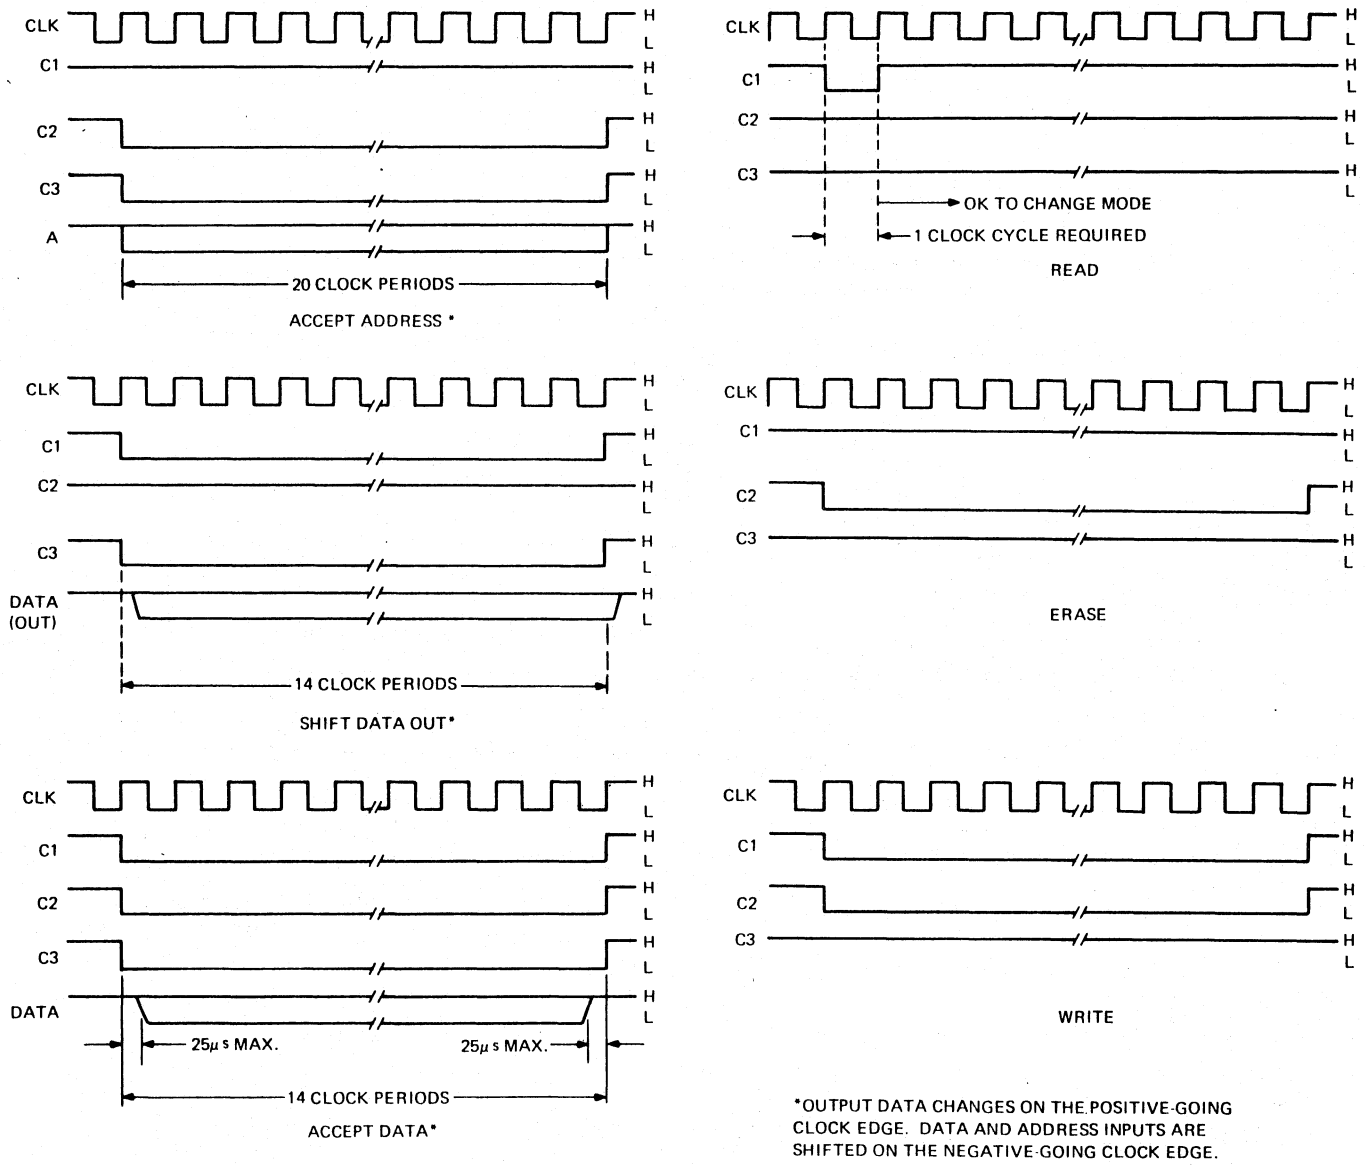 CLK H
L
C1 H
L
C2 H
L
C3 H
L
A H
L
20 CLOCK PERIODS
ACCEPT ADDRESS *
CLK H
L
C1 H
L
C2 H
L
C3 H
L
OK TO CHANGE MODE
1 CLOCK CYCLE REQUIRED
READ
CLK H
L
C1 H
L
C2 H
L
C3 H
L
DATA H
(OUT) L
14 CLOCK PERIODS
SHIFT DATA OUT*
CLK H
L
C1 H
L
C2 H
L
C3 H
L
ERASE
CLK H
L
C1 H
L
C2 H
L
C3 H
L
DATA H
L
25μs MAX. 25μs MAX.
14 CLOCK PERIODS
ACCEPT DATA*
CLK H
L
C1 H
L
C2 H
L
C3 H
L
WRITE
*OUTPUT DATA CHANGES ON THE POSITIVE-GOING
CLOCK EDGE. DATA AND ADDRESS INPUTS ARE
SHIFTED ON THE NEGATIVE-GOING CLOCK EDGE.